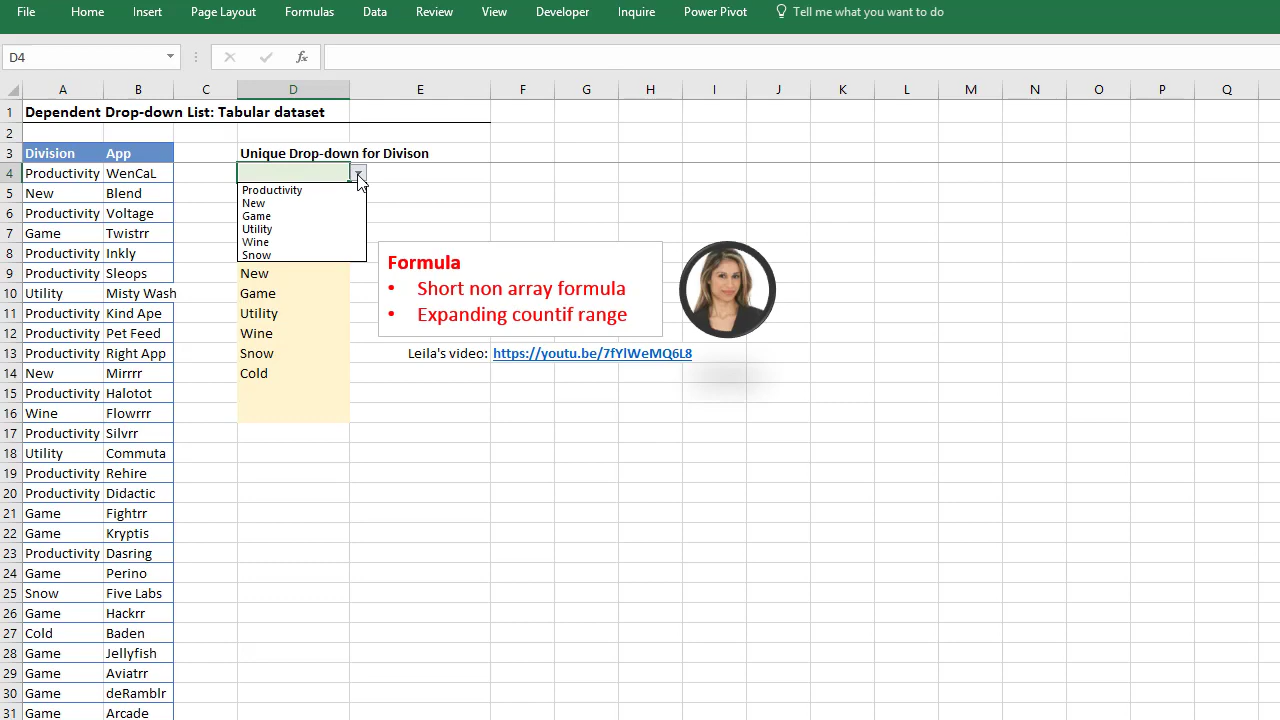 File Home Insert Page Layout Formulas Data Review View Developer Inquire Power Pivot Tell me what you want to do
D4 fx
A B C D E F G H I J K L M N O P Q
1 Dependent Drop-down List: Tabular dataset
2
3 Division App Unique Drop-down for Divison
4 Productivity WenCaL
Productivity
5 New Blend
New
6 Productivity Voltage
Game
7 Game Twistrr
Utility
8 Productivity Inkly
Wine
Snow
Formula
9 Productivity Sleops New
• Short non array formula
10 Utility Misty Wash Game
11 Productivity Kind Ape Utility
• Expanding countif range
12 Productivity Pet Feed Wine
13 Productivity Right App Snow Leila's video: https://youtu.be/7fYlWeMQ6L8
14 New Mirrrr Cold
15 Productivity Halotot
16 Wine Flowrrr
17 Productivity Silvrr
18 Utility Commuta
19 Productivity Rehire
20 Productivity Didactic
21 Game Fightrr
22 Game Kryptis
23 Productivity Dasring
24 Game Perino
25 Snow Five Labs
26 Game Hackrr
27 Cold Baden
28 Game Jellyfish
29 Game Aviatrr
30 Game deRamblr
31 Game Arcade